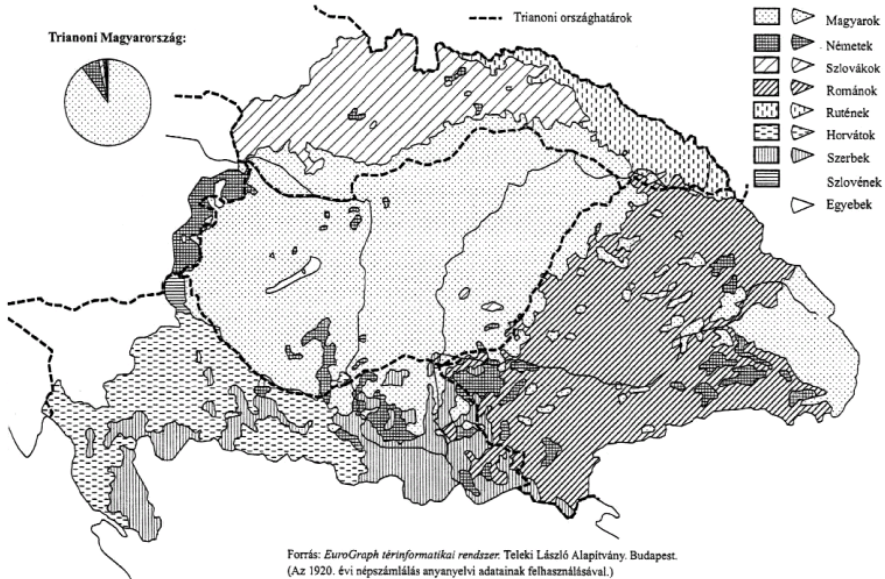 Trianoni országhatárok
Trianoni Magyarország:
Magyarok
Németek
Szlovákok
Románok
Rutének
Horvátok
Szerbek
Szlovének
Egyebek
Forrás: EuroGraph térinformatikai rendszer. Teleki László Alapítvány. Budapest.
(Az 1920. évi népszámlálás anyanyelvi adatainak felhasználásával.)